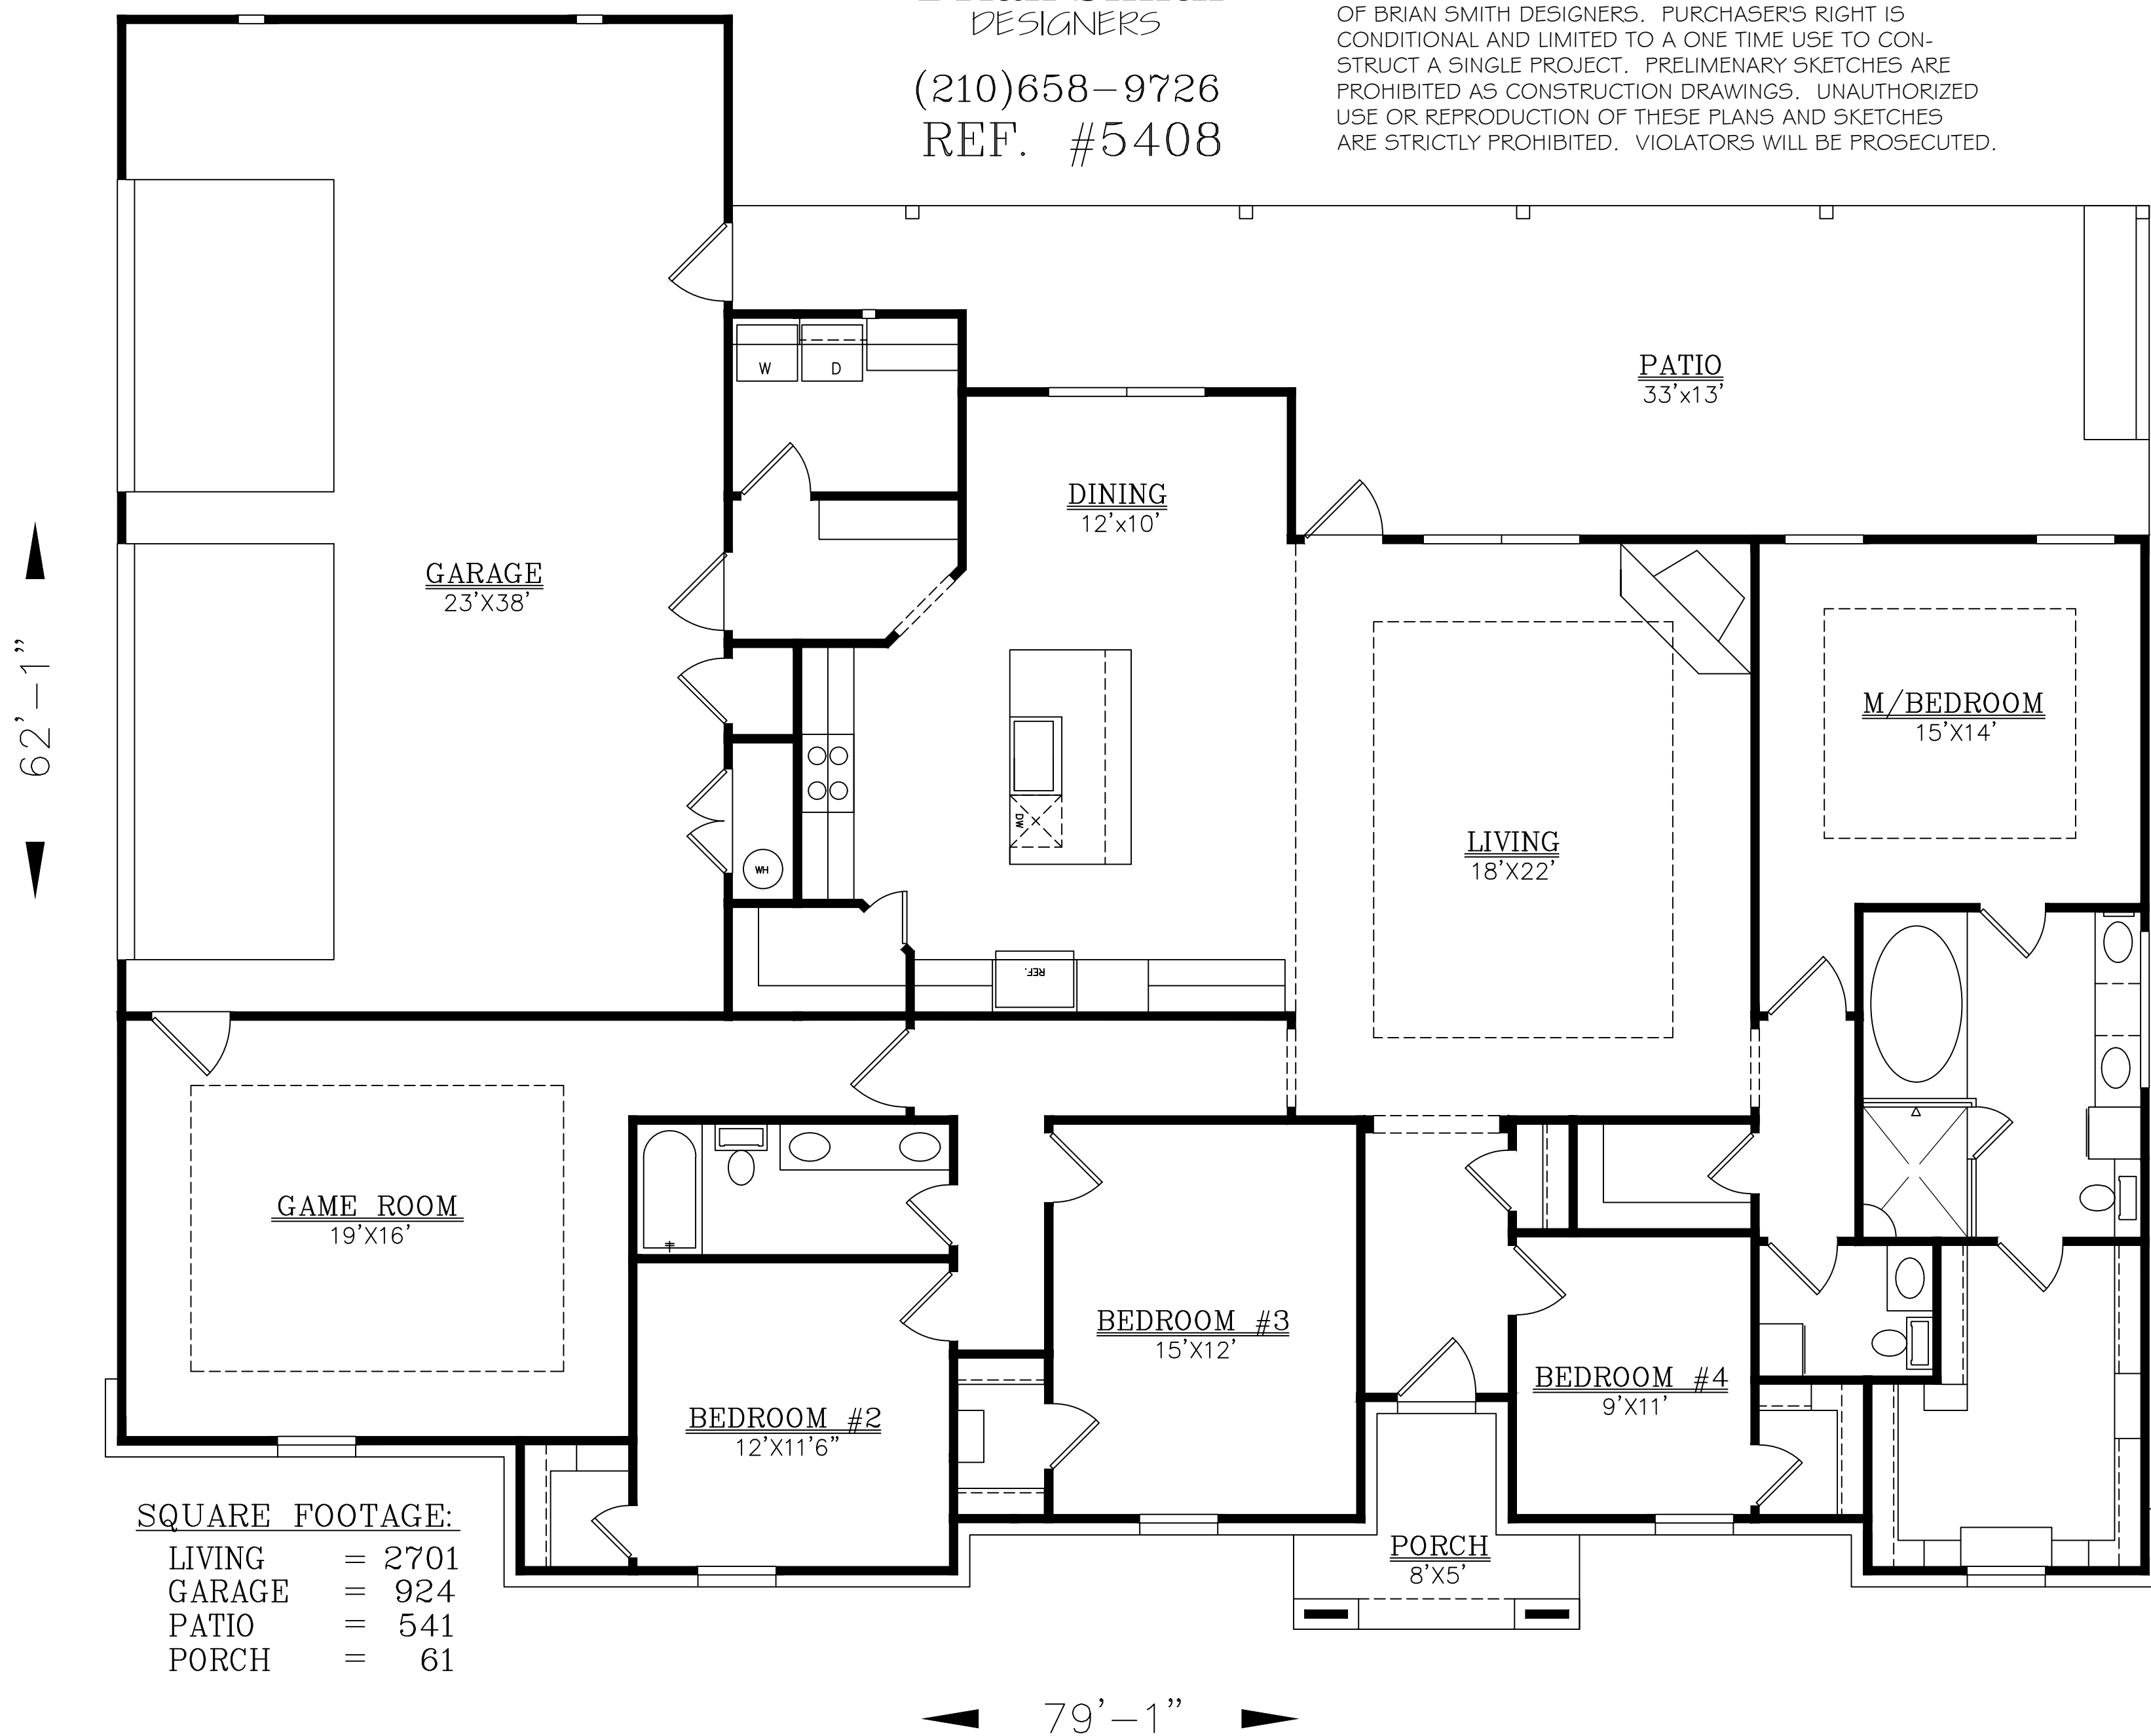 DESIGNERS
(210)658-9726
REF. #5408
OF BRIAN SMITH DESIGNERS. PURCHASER'S RIGHT IS
CONDITIONAL AND LIMITED TO A ONE TIME USE TO CON-
STRUCT A SINGLE PROJECT. PRELIMENARY SKETCHES ARE
PROHIBITED AS CONSTRUCTION DRAWINGS. UNAUTHORIZED
USE OR REPRODUCTION OF THESE PLANS AND SKETCHES
ARE STRICTLY PROHIBITED. VIOLATORS WILL BE PROSECUTED.
W
D
PATIO
33'x13'
DINING
12'x10'
GARAGE
23'X38'
62'-1"
M/BEDROOM
15'X14'
DW
LIVING
18'X22'
WH
REF.
GAME ROOM
19'X16'
BEDROOM #3
15'X12'
BEDROOM #4
9'X11'
BEDROOM #2
12'X11'6"
PORCH
8'X5'
SQUARE FOOTAGE:
LIVING = 2701
GARAGE = 924
PATIO = 541
PORCH = 61
79'-1"